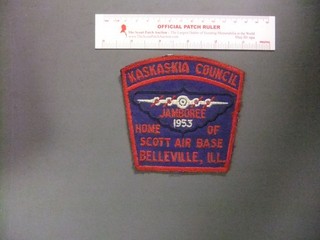 OFFICIAL PATCH RULER
KASKASKIA COUNCIL
JAMBOREE
1953
HOME OF
SCOTT AIR BASE
BELLEVILLE, ILL.